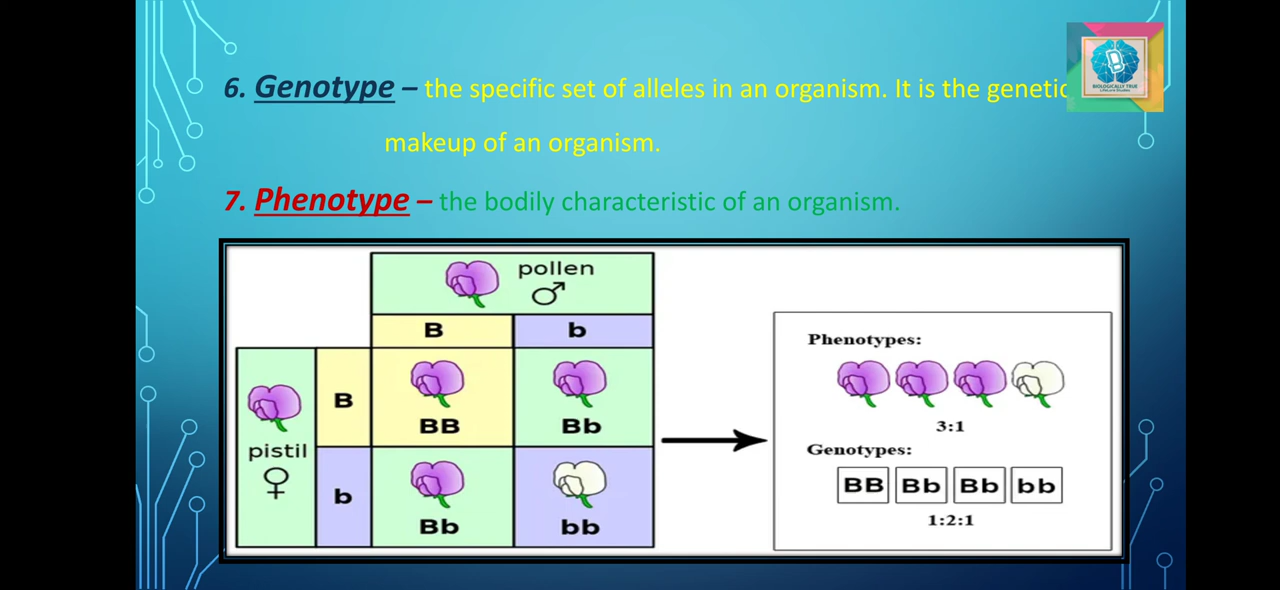 6. Genotype – the specific set of alleles in an organism. It is the genetic
makeup of an organism.
7. Phenotype – the bodily characteristic of an organism.
BIOLOGICALLY TRUE
pollen
♂
B b
pistil
♀
B
BB Bb
b
Bb bb
Phenotypes:
3:1
Genotypes:
BB Bb Bb bb
1:2:1